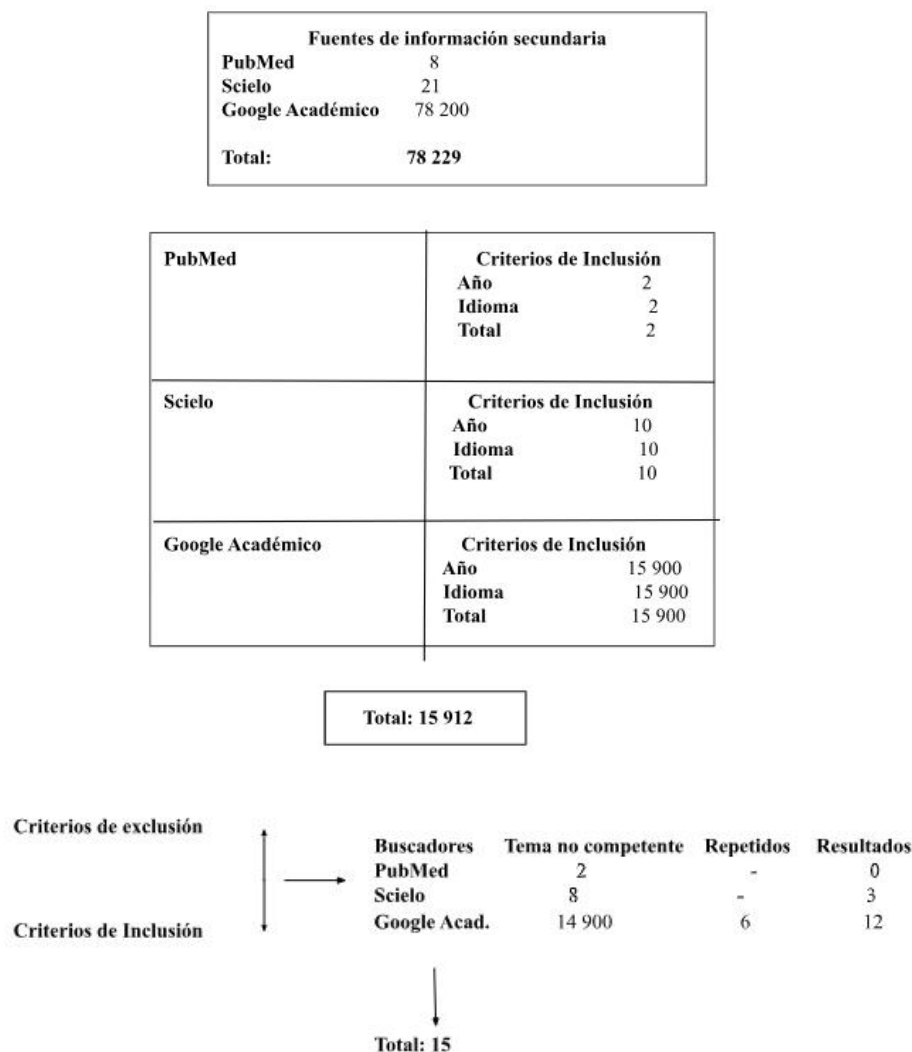 Fuentes de información secundaria
PubMed 8
Scielo 21
Google Académico 78 200
Total: 78 229
PubMed
Criterios de Inclusión
Año 2
Idioma 2
Total 2
Scielo
Criterios de Inclusión
Año 10
Idioma 10
Total 10
Google Académico
Criterios de Inclusión
Año 15 900
Idioma 15 900
Total 15 900
Total: 15 912
Criterios de exclusión
Criterios de Inclusión
Buscadores Tema no competente Repetidos Resultados
PubMed 2 - 0
Scielo 8 - 3
Google Acad. 14 900 6 12
Total: 15